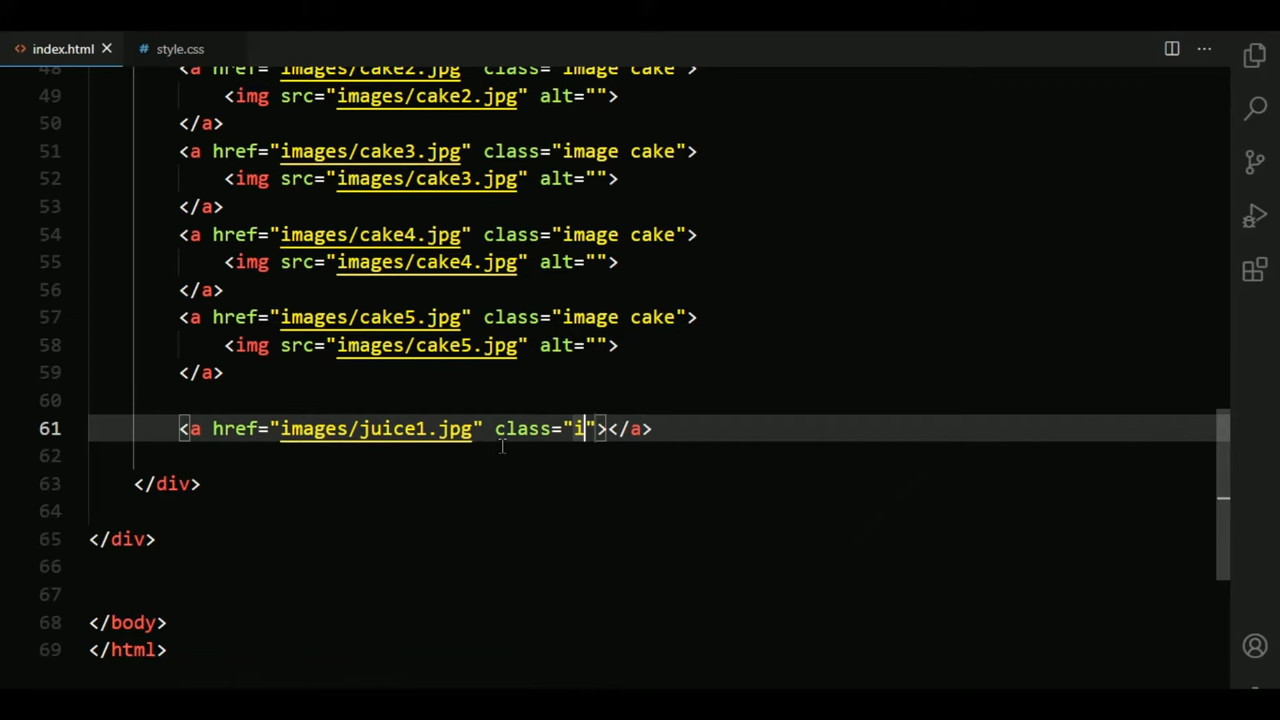 index.html
style.css
48 <a href="images/cake2.jpg" class="image cake">
49 <img src="images/cake2.jpg" alt="">
50 </a>
51 <a href="images/cake3.jpg" class="image cake">
52 <img src="images/cake3.jpg" alt="">
53 </a>
54 <a href="images/cake4.jpg" class="image cake">
55 <img src="images/cake4.jpg" alt="">
56 </a>
57 <a href="images/cake5.jpg" class="image cake">
58 <img src="images/cake5.jpg" alt="">
59 </a>
60
61 <a href="images/juice1.jpg" class="i"></a>
62
63 </div>
64
65 </div>
66
67
68 </body>
69 </html>